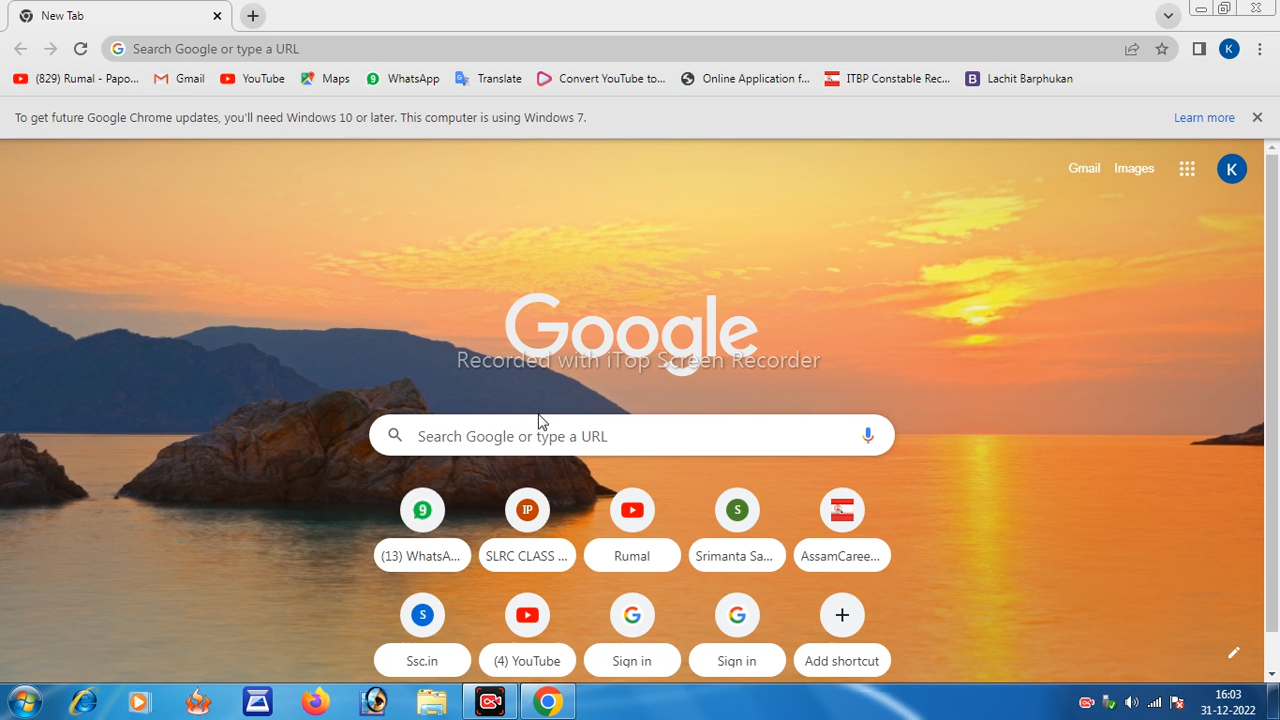 New Tab
Search Google or type a URL
K
(829) Rumal - Papo...
Gmail
YouTube
Maps
9
WhatsApp
Translate
Convert YouTube to...
Online Application f...
ITBP Constable Rec...
B
Lachit Barphukan
To get future Google Chrome updates, you'll need Windows 10 or later. This computer is using Windows 7.
Learn more
Gmail
Images
K
Google
Recorded with iTop Screen Recorder
Search Google or type a URL
9
IP
S
(13) WhatsA...
SLRC CLASS ...
Rumal
Srimanta Sa...
AssamCaree...
S
G
G
Ssc.in
(4) YouTube
Sign in
Sign in
Add shortcut
16:03
31-12-2022